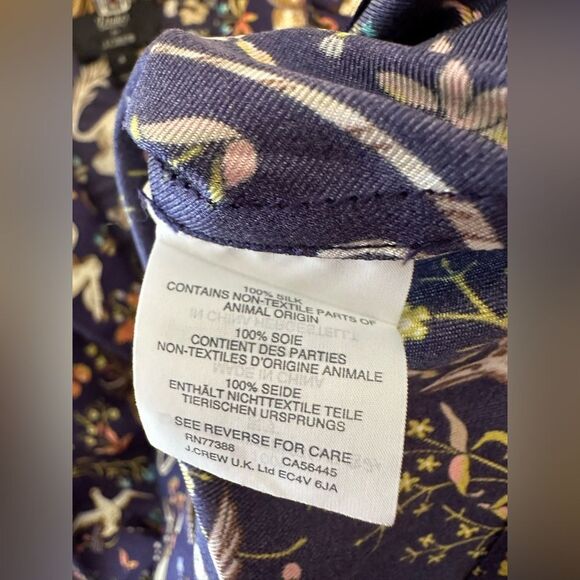 100% SILK
CONTAINS NON-TEXTILE PARTS OF
ANIMAL ORIGIN
100% SOIE
CONTIENT DES PARTIES
NON-TEXTILES D'ORIGINE ANIMALE
100% SEIDE
ENTHÄLT NICHTTEXTILE TEILE
TIERISCHEN URSPRUNGS
SEE REVERSE FOR CARE
RN77388 CA56445
J.CREW U.K. Ltd EC4V 6JA